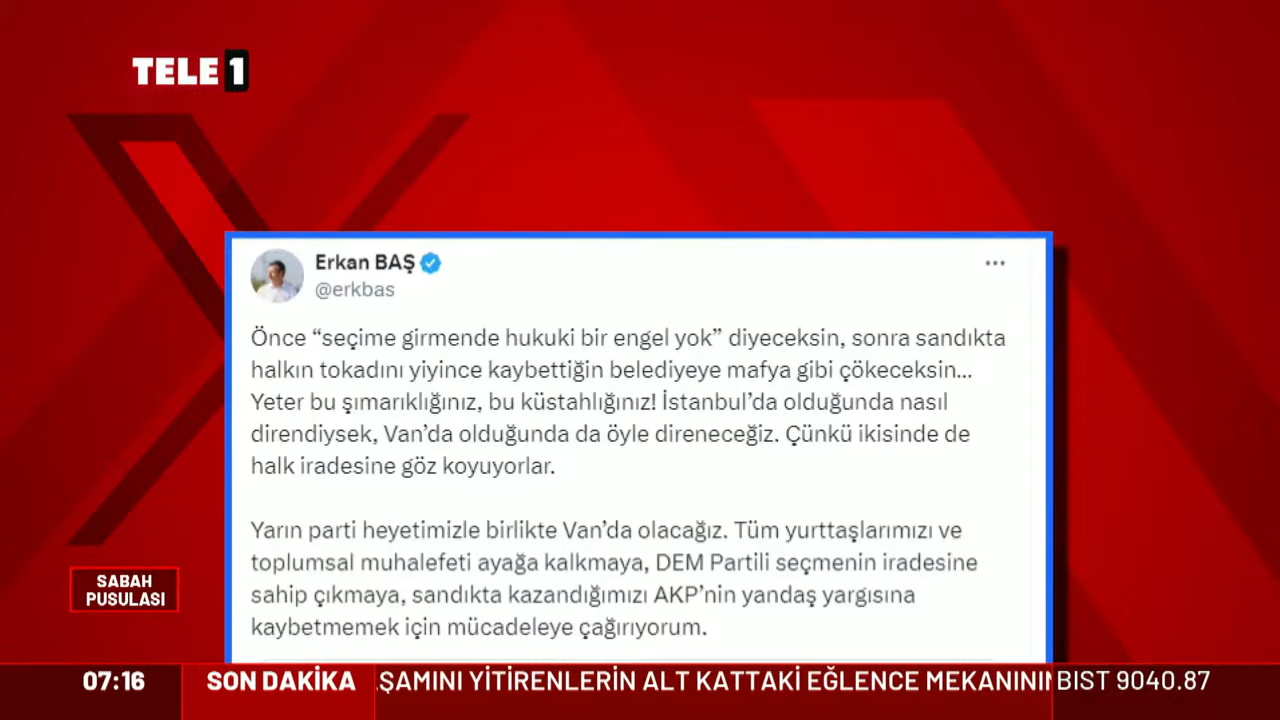 TELE 1
Erkan BAŞ
@erkbas
Önce “seçime girmende hukuki bir engel yok” diyeceksin, sonra sandıkta
halkın tokadını yiyince kaybettiğin belediyeye mafya gibi çökeceksin...
Yeter bu şımarıklığınız, bu küstahlığınız! İstanbul’da olduğunda nasıl
direndiysek, Van’da olduğunda da öyle direneceğiz. Çünkü ikisinde de
halk iradesine göz koyuyorlar.
Yarın parti heyetimizle birlikte Van’da olacağız. Tüm yurttaşlarımızı ve
toplumsal muhalefeti ayağa kalkmaya, DEM Partili seçmenin iradesine
sahip çıkmaya, sandıkta kazandığımızı AKP’nin yandaş yargısına
kaybetmemek için mücadeleye çağırıyorum.
SABAH
PUSULASI
07:16 SON DAKİKA ŞAMINI YİTİRENLERİN ALT KATTAKİ EĞLENCE MEKANININ BIST 9040.87